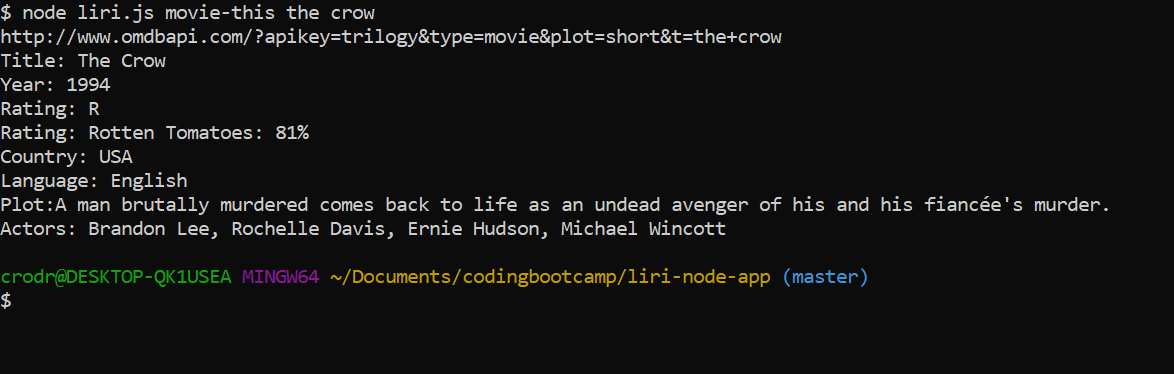 $ node liri.js movie-this the crow
http://www.omdbapi.com/?apikey=trilogy&type=movie&plot=short&t=the+crow
Title: The Crow
Year: 1994
Rating: R
Rating: Rotten Tomatoes: 81%
Country: USA
Language: English
Plot:A man brutally murdered comes back to life as an undead avenger of his and his fiancée's murder.
Actors: Brandon Lee, Rochelle Davis, Ernie Hudson, Michael Wincott
crodr@DESKTOP-QK1USEA MINGW64 ~/Documents/codingbootcamp/liri-node-app (master)
$